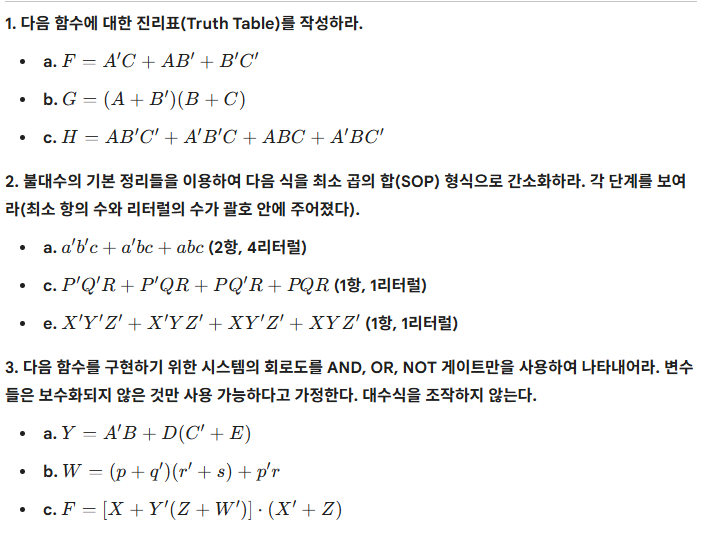 1. 다음 함수에 대한 진리표(Truth Table)를 작성하라.
• a. F = A′C + AB′ + B′C′
• b. G = (A + B′)(B + C)
• c. H = AB′C′ + A′B′C + ABC + A′BC′
2. 불대수의 기본 정리들을 이용하여 다음 식을 최소 곱의 합(SOP) 형식으로 간소화하라. 각 단계를 보여
라(최소 항의 수와 리터럴의 수가 괄호 안에 주어졌다).
• a. a′b′c + a′bc + abc (2항, 4리터럴)
• c. P′Q′R + P′QR + PQ′R + PQR (1항, 1리터럴)
• e. X′Y′Z′ + X′YZ′ + XY′Z′ + XYZ′ (1항, 1리터럴)
3. 다음 함수를 구현하기 위한 시스템의 회로도를 AND, OR, NOT 게이트만을 사용하여 나타내어라. 변수
들은 보수화되지 않은 것만 사용 가능하다고 가정한다. 대수식을 조작하지 않는다.
• a. Y = A′B + D(C′ + E)
• b. W = (p + q′)(r′ + s) + p′r
• c. F = [X + Y′(Z + W′)] · (X′ + Z)